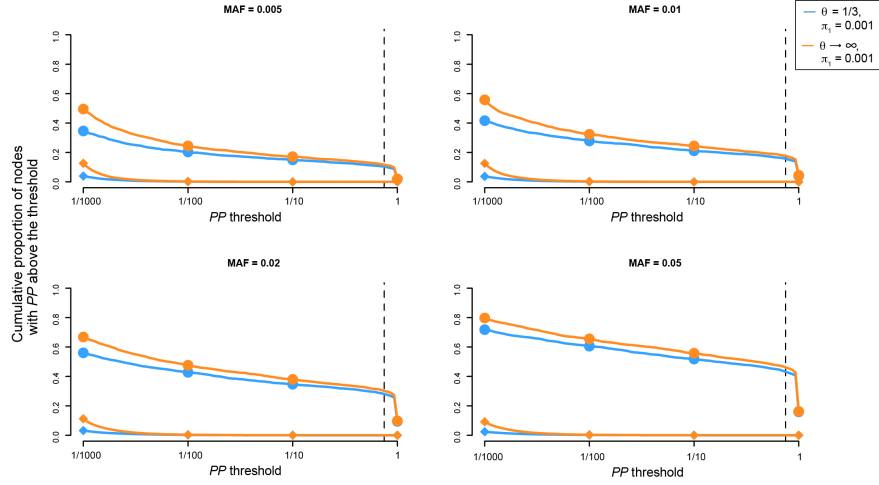 MAF = 0.005
MAF = 0.01
θ = 1/3,
π1 = 0.001
θ → ∞,
π1 = 0.001
Cumulative proportion of nodes
with PP above the threshold
1.0
0.8
0.6
0.4
0.2
0.0
1/1000
1/100
1/10
1
PP threshold
1.0
0.8
0.6
0.4
0.2
0.0
1/1000
1/100
1/10
1
PP threshold
MAF = 0.02
MAF = 0.05
1.0
0.8
0.6
0.4
0.2
0.0
1/1000
1/100
1/10
1
PP threshold
1.0
0.8
0.6
0.4
0.2
0.0
1/1000
1/100
1/10
1
PP threshold